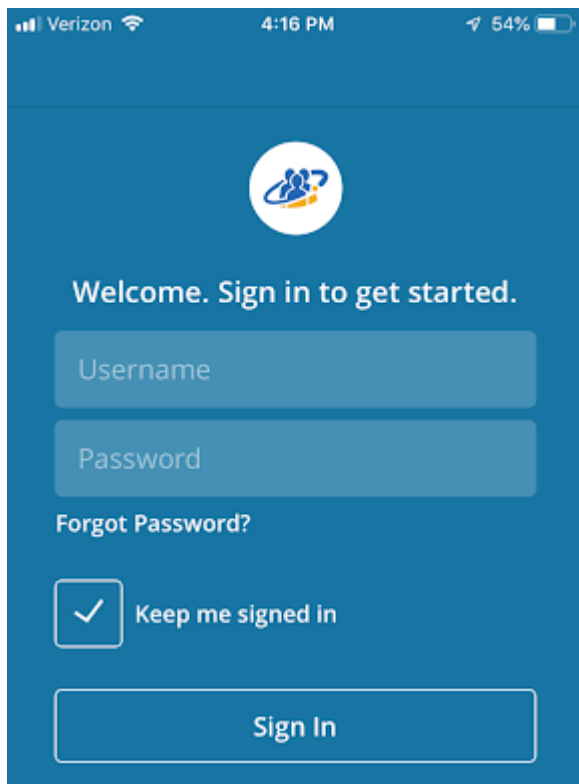 Verizon 4:16 PM 54%
Welcome. Sign in to get started.
Username
Password
Forgot Password?
Keep me signed in
Sign In